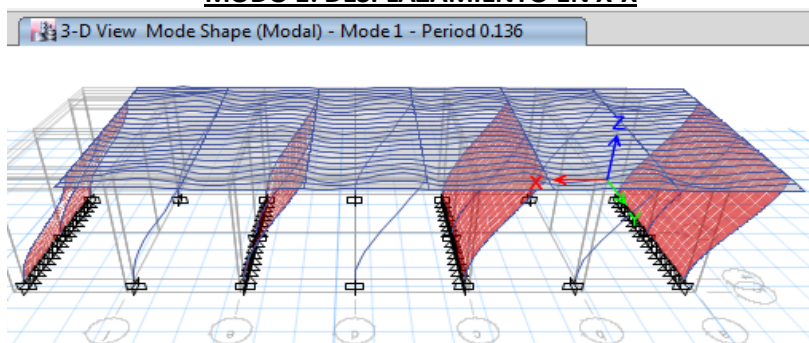 MODO 1: DESPLAZAMIENTO EN X-X
3-D View Mode Shape (Modal) - Mode 1 - Period 0.136
Z
X
Y